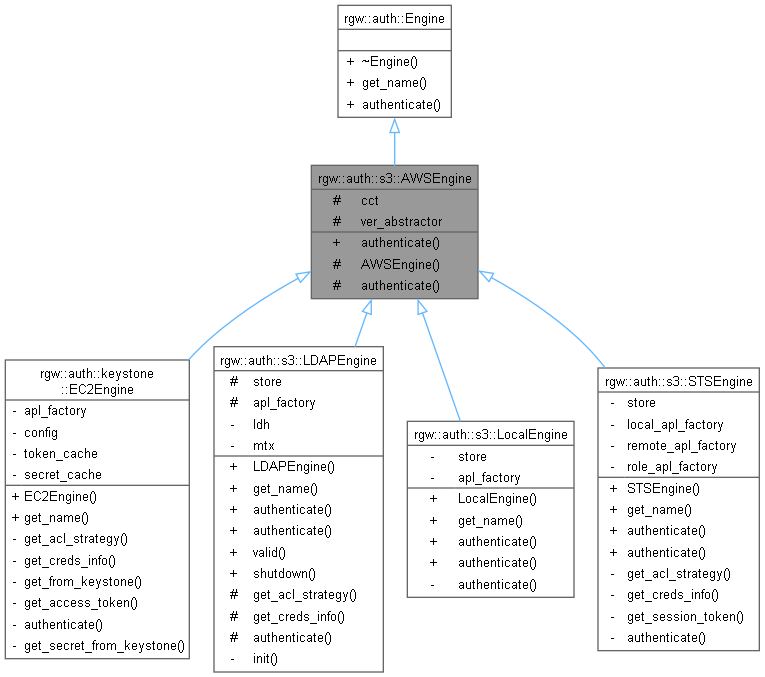 rgw::auth::Engine
+ ~Engine()
+ get_name()
+ authenticate()
rgw::auth::s3::AWSEngine
# cct
# ver_abstractor
+ authenticate()
# AWSEngine()
# authenticate()
rgw::auth::keystone
::EC2Engine
- apl_factory
- config
- token_cache
- secret_cache
+ EC2Engine()
+ get_name()
- get_acl_strategy()
- get_creds_info()
- get_from_keystone()
- get_access_token()
- authenticate()
- get_secret_from_keystone()
rgw::auth::s3::LDAPEngine
# store
# apl_factory
- ldh
- mtx
+ LDAPEngine()
+ get_name()
+ authenticate()
+ authenticate()
+ valid()
+ shutdown()
# get_acl_strategy()
# get_creds_info()
# authenticate()
- init()
rgw::auth::s3::LocalEngine
- store
- apl_factory
+ LocalEngine()
+ get_name()
+ authenticate()
+ authenticate()
- authenticate()
rgw::auth::s3::STSEngine
- store
- local_apl_factory
- remote_apl_factory
- role_apl_factory
+ STSEngine()
+ get_name()
+ authenticate()
+ authenticate()
- get_acl_strategy()
- get_creds_info()
- get_session_token()
- authenticate()